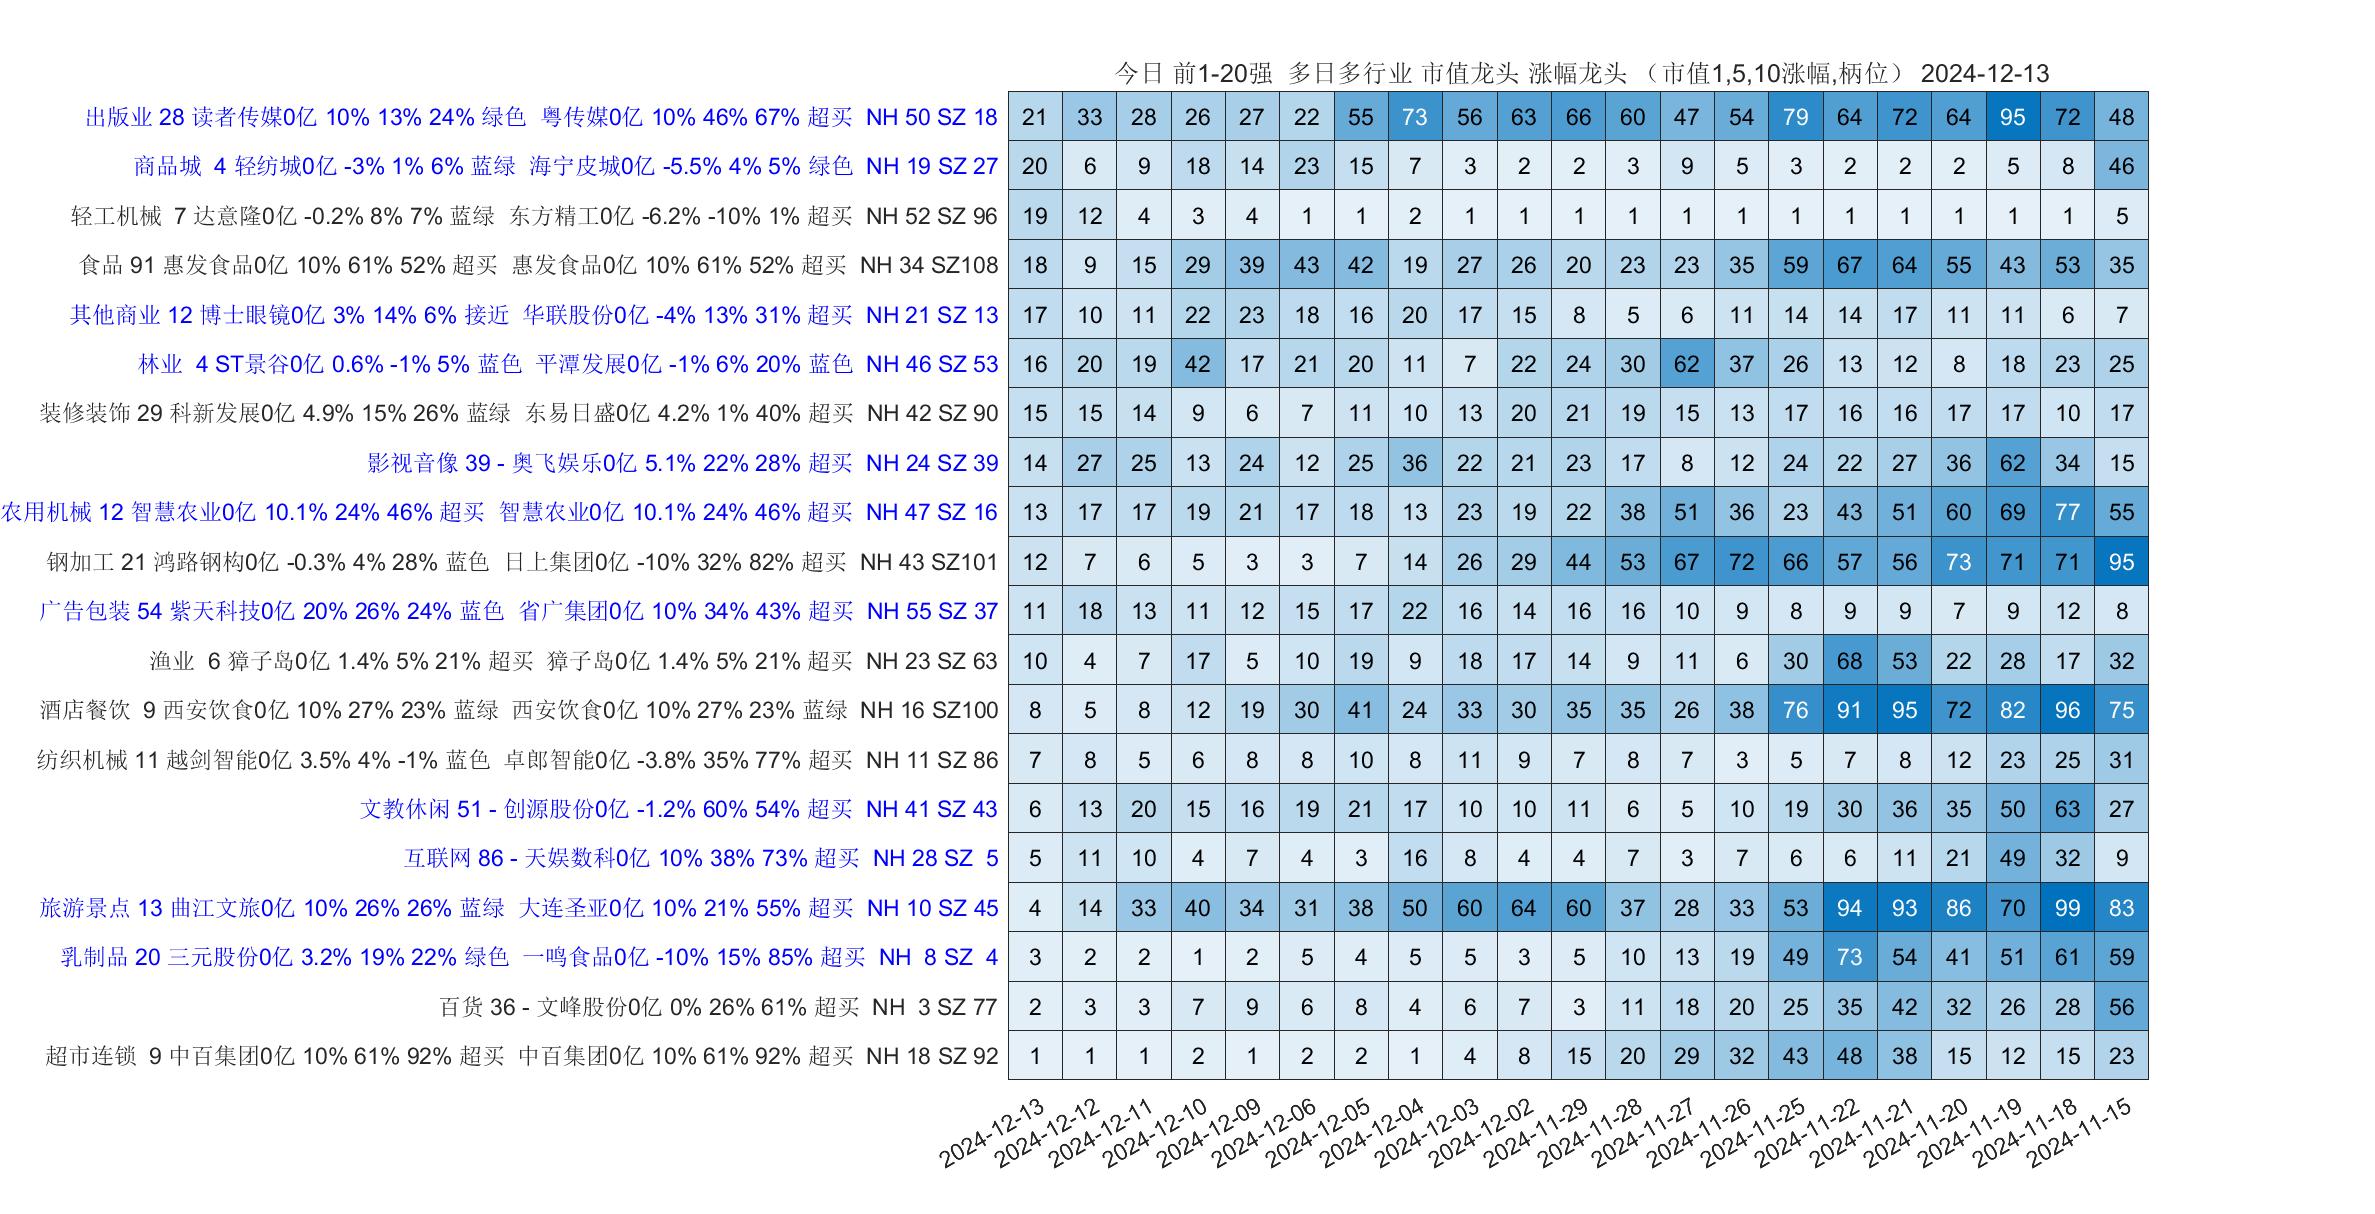 今日 前1-20强 多日多行业 市值龙头 涨幅龙头 （市值1,5,10涨幅,柄位） 2024-12-13
出版业 28 读者传媒0亿 10% 13% 24% 绿色 粤传媒0亿 10% 46% 67% 超买 NH 50 SZ 18 21 33 28 26 27 22 55 73 56 63 66 60 47 54 79 64 72 64 95 72 48
商品城 4 轻纺城0亿 -3% 1% 6% 蓝绿 海宁皮城0亿 -5.5% 4% 5% 绿色 NH 19 SZ 27 20 6 9 18 14 23 15 7 3 2 2 3 9 5 3 2 2 2 5 8 46
轻工机械 7 达意隆0亿 -0.2% 8% 7% 蓝绿 东方精工0亿 -6.2% -10% 1% 超买 NH 52 SZ 96 19 12 4 3 4 1 1 2 1 1 1 1 1 1 1 1 1 1 1 1 5
食品 91 惠发食品0亿 10% 61% 52% 超买 惠发食品0亿 10% 61% 52% 超买 NH 34 SZ108 18 9 15 29 39 43 42 19 27 26 20 23 23 35 59 67 64 55 43 53 35
其他商业 12 博士眼镜0亿 3% 14% 6% 接近 华联股份0亿 -4% 13% 31% 超买 NH 21 SZ 13 17 10 11 22 23 18 16 20 17 15 8 5 6 11 14 14 17 11 11 6 7
林业 4 ST景谷0亿 0.6% -1% 5% 蓝色 平潭发展0亿 -1% 6% 20% 蓝色 NH 46 SZ 53 16 20 19 42 17 21 20 11 7 22 24 30 62 37 26 13 12 8 18 23 25
装修装饰 29 科新发展0亿 4.9% 15% 26% 蓝绿 东易日盛0亿 4.2% 1% 40% 超买 NH 42 SZ 90 15 15 14 9 6 7 11 10 13 20 21 19 15 13 17 16 16 17 17 10 17
影视音像 39 - 奥飞娱乐0亿 5.1% 22% 28% 超买 NH 24 SZ 39 14 27 25 13 24 12 25 36 22 21 23 17 8 12 24 22 27 36 62 34 15
农用机械 12 智慧农业0亿 10.1% 24% 46% 超买 智慧农业0亿 10.1% 24% 46% 超买 NH 47 SZ 16 13 17 17 19 21 17 18 13 23 19 22 38 51 36 23 43 51 60 69 77 55
钢加工 21 鸿路钢构0亿 -0.3% 4% 28% 蓝色 日上集团0亿 -10% 32% 82% 超买 NH 43 SZ101 12 7 6 5 3 3 7 14 26 29 44 53 67 72 66 57 56 73 71 71 95
广告包装 54 紫天科技0亿 20% 26% 24% 蓝色 省广集团0亿 10% 34% 43% 超买 NH 55 SZ 37 11 18 13 11 12 15 17 22 16 14 16 16 10 9 8 9 9 7 9 12 8
渔业 6 獐子岛0亿 1.4% 5% 21% 超买 獐子岛0亿 1.4% 5% 21% 超买 NH 23 SZ 63 10 4 7 17 5 10 19 9 18 17 14 9 11 6 30 68 53 22 28 17 32
酒店餐饮 9 西安饮食0亿 10% 27% 23% 蓝绿 西安饮食0亿 10% 27% 23% 蓝绿 NH 16 SZ100 8 5 8 12 19 30 41 24 33 30 35 35 26 38 76 91 95 72 82 96 75
纺织机械 11 越剑智能0亿 3.5% 4% -1% 蓝色 卓郎智能0亿 -3.8% 35% 77% 超买 NH 11 SZ 86 7 8 5 6 8 8 10 8 11 9 7 8 7 3 5 7 8 12 23 25 31
文教休闲 51 - 创源股份0亿 -1.2% 60% 54% 超买 NH 41 SZ 43 6 13 20 15 16 19 21 17 10 10 11 6 5 10 19 30 36 35 50 63 27
互联网 86 - 天娱数科0亿 10% 38% 73% 超买 NH 28 SZ 5 5 11 10 4 7 4 3 16 8 4 4 7 3 7 6 6 11 21 49 32 9
旅游景点 13 曲江文旅0亿 10% 26% 26% 蓝绿 大连圣亚0亿 10% 21% 55% 超买 NH 10 SZ 45 4 14 33 40 34 31 38 50 60 64 60 37 28 33 53 94 93 86 70 99 83
乳制品 20 三元股份0亿 3.2% 19% 22% 绿色 一鸣食品0亿 -10% 15% 85% 超买 NH 8 SZ 4 3 2 2 1 2 5 4 5 5 3 5 10 13 19 49 73 54 41 51 61 59
百货 36 - 文峰股份0亿 0% 26% 61% 超买 NH 3 SZ 77 2 3 3 7 9 6 8 4 6 7 3 11 18 20 25 35 42 32 26 28 56
超市连锁 9 中百集团0亿 10% 61% 92% 超买 中百集团0亿 10% 61% 92% 超买 NH 18 SZ 92 1 1 1 2 1 2 2 1 4 8 15 20 29 32 43 48 38 15 12 15 23
2024-12-13 2024-12-12 2024-12-11 2024-12-10 2024-12-09 2024-12-06 2024-12-05 2024-12-04 2024-12-03 2024-12-02 2024-11-29 2024-11-28 2024-11-27 2024-11-26 2024-11-25 2024-11-22 2024-11-21 2024-11-20 2024-11-19 2024-11-18 2024-11-15